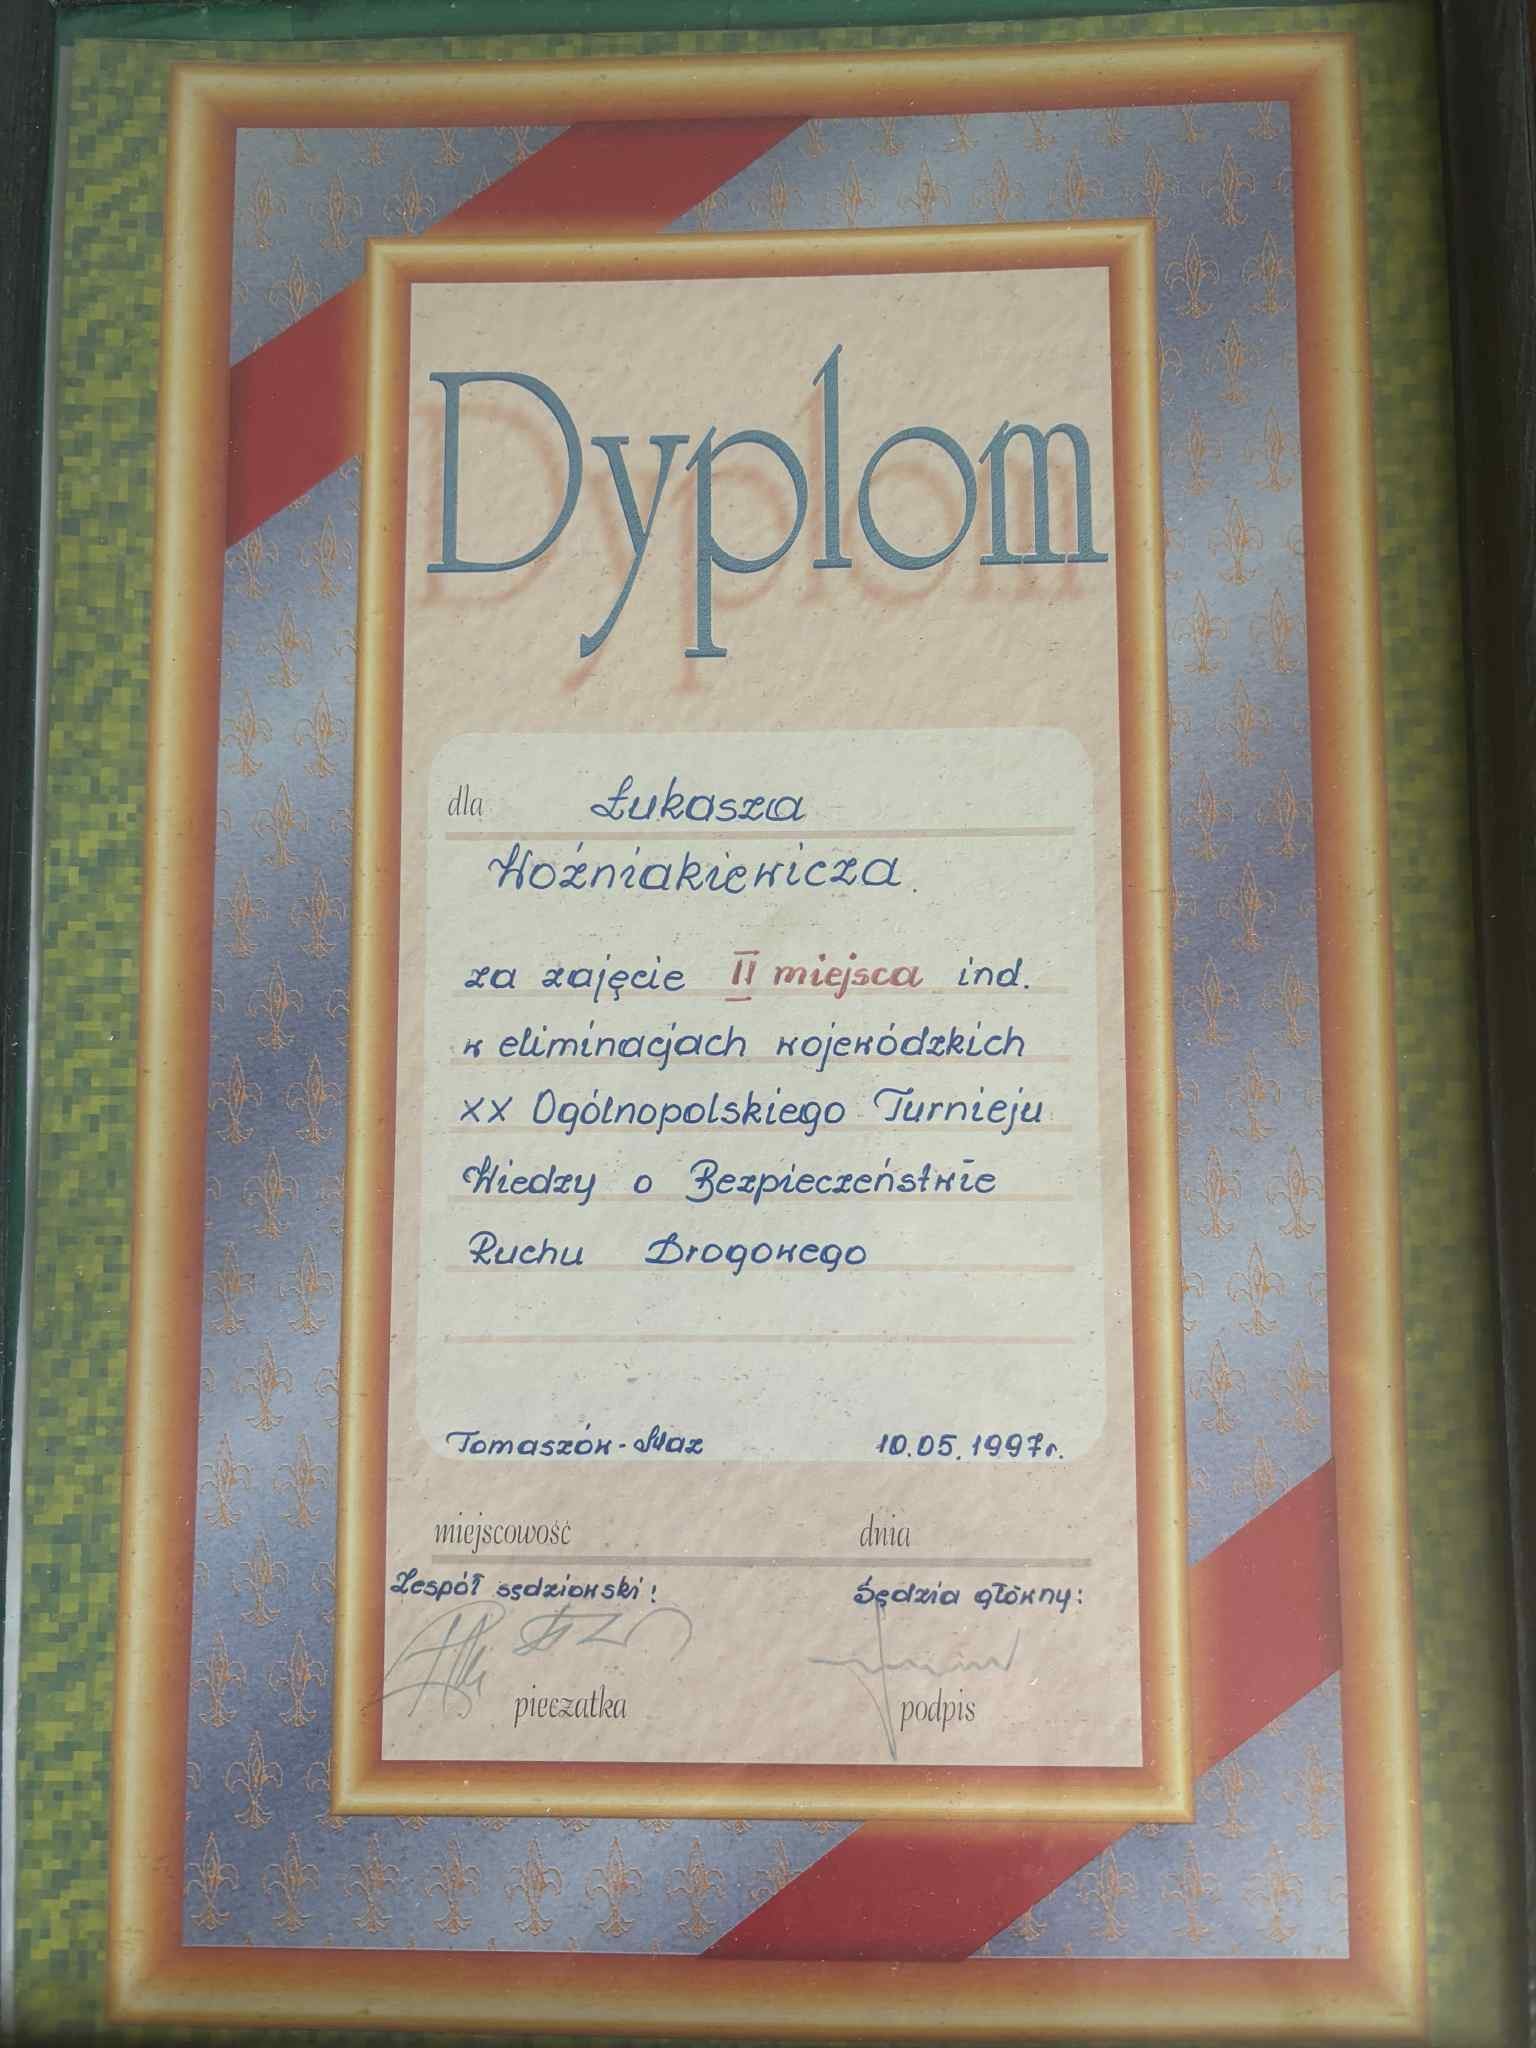 Dyplom
dla Łukasza
Woźniakiewicza.
za zajęcie II miejsca ind.
w eliminacjach wojewódzkich
XX Ogólnopolskiego Turnieju
Wiedzy o Bezpieczeństwie
Ruchu Drogowego
Tomaszów-Maz 10.05.1997r.
miejscowość dnia
Zespół sędziowski: Sędzia główny:
pieczatka podpis